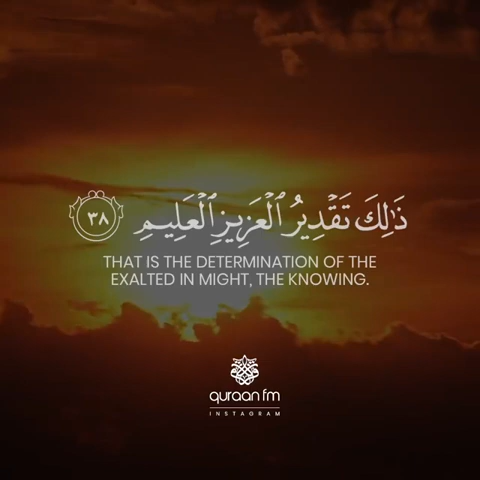 ذَٰلِكَ تَقْدِيرُ ٱلْعَزِيزِ ٱلْعَلِيمِ ٣٨
THAT IS THE DETERMINATION OF THE
EXALTED IN MIGHT, THE KNOWING.
quraan fm
INSTAGRAM